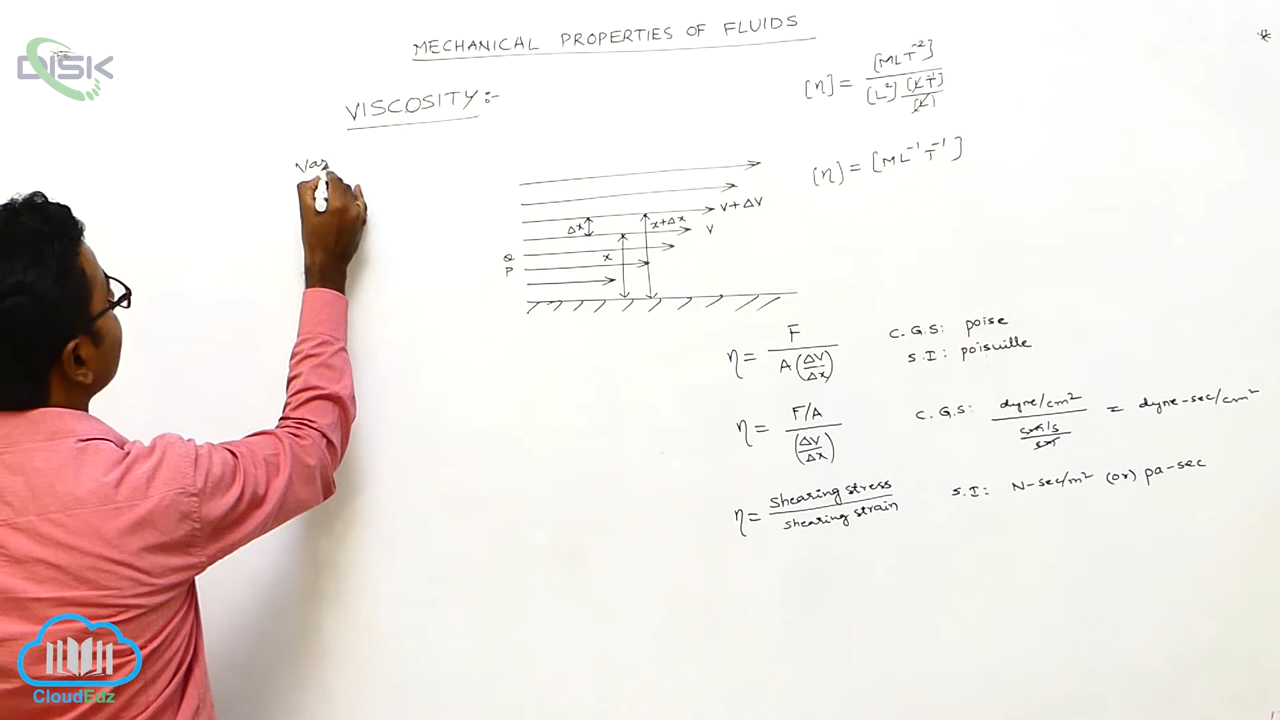 DISK
MECHANICAL PROPERTIES OF FLUIDS
VISCOSITY:-
Var
[η] = [MLT⁻²] / [L²] [LT⁻¹] / [L]
[η] = [ML⁻¹T⁻¹]
V+ΔV
V
Δx
x+Δx
x
Q
P
η = F / A(ΔV/Δx)
C.G.S: poise
S.I: poisuille
η = F/A / (ΔV/Δx)
C.G.S: dyne/cm² / cm/s / cm = dyne-sec/cm²
η = Shearing stress / shearing strain
S.I: N-sec/m² (or) pa-sec
CloudEdz